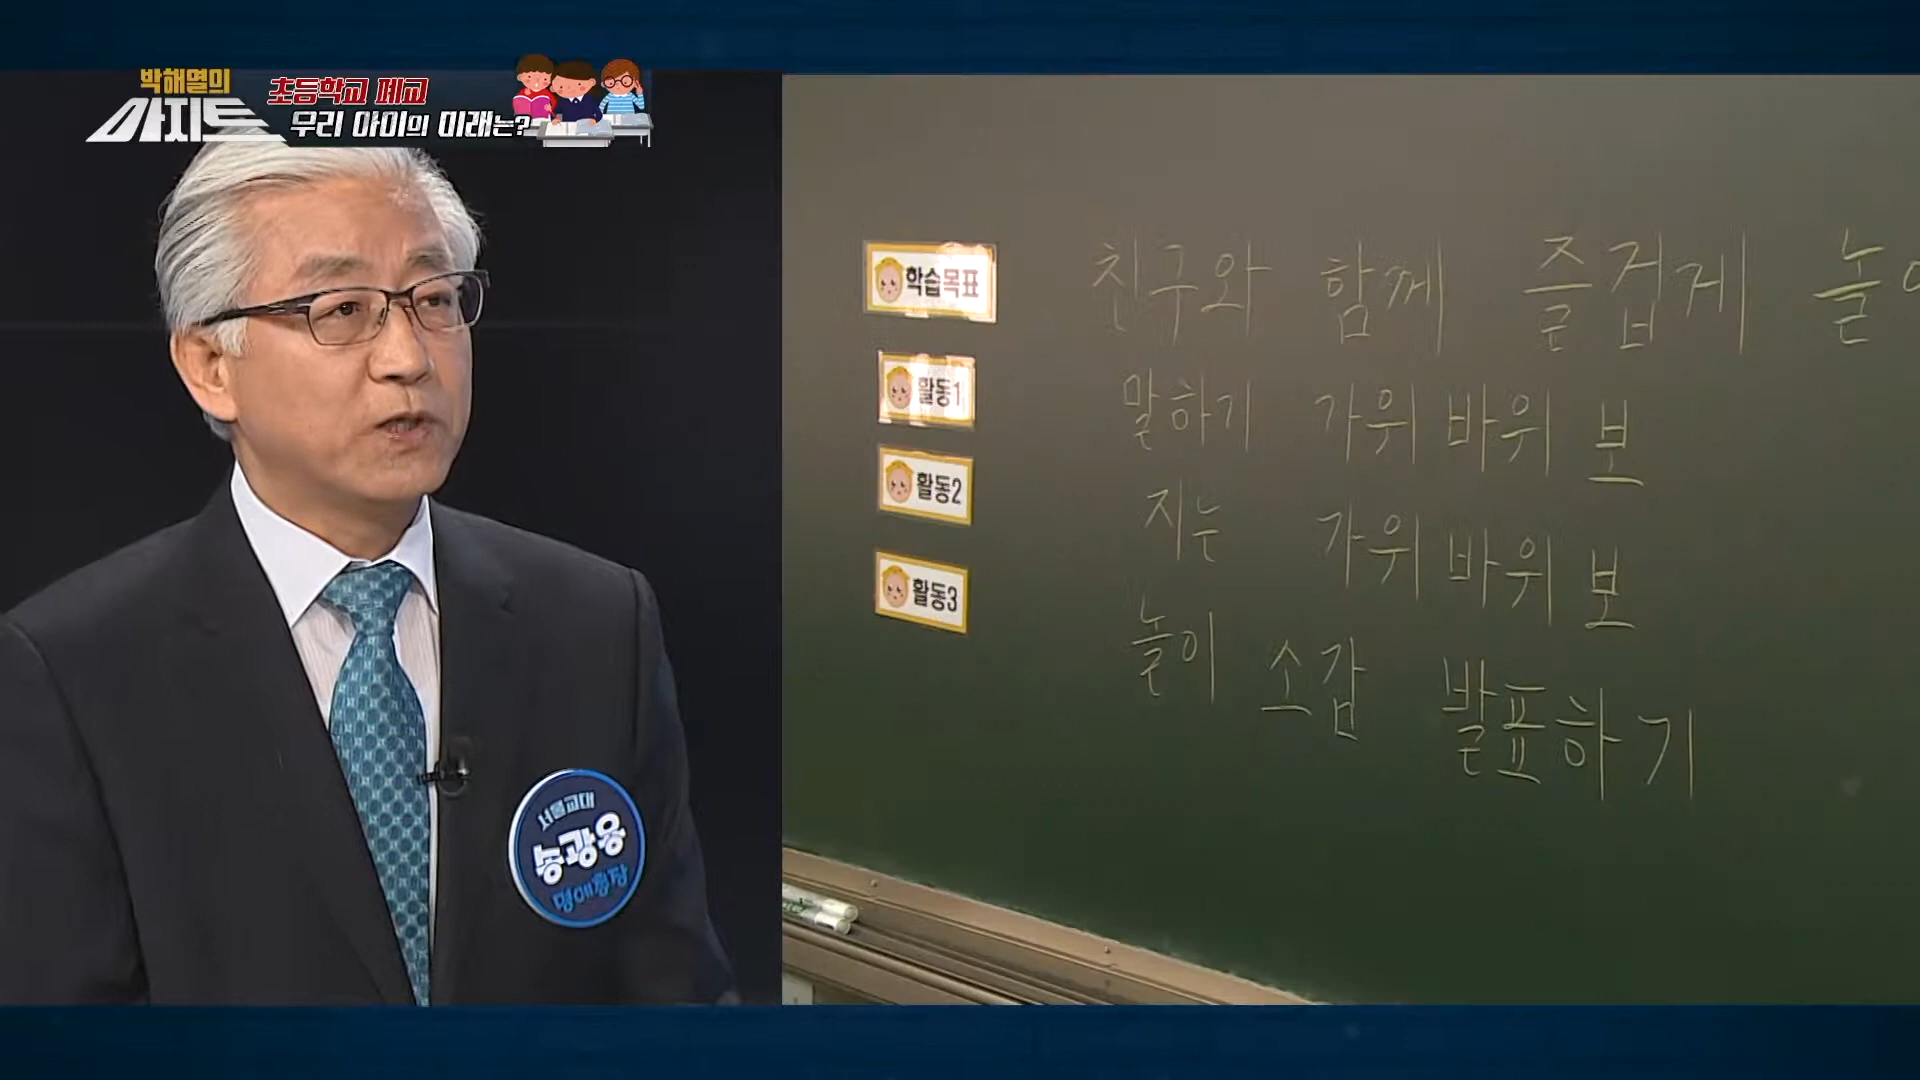 박해열의
아지트
초등학교 폐교
우리 아이의 미래는?
학습목표
친구와 함께 즐겁게 놀
활동1
말하기 가위 바위 보
활동2
지는 가위 바위 보
활동3
놀이 소감 발표하기
서울교대
송광용
명예총장